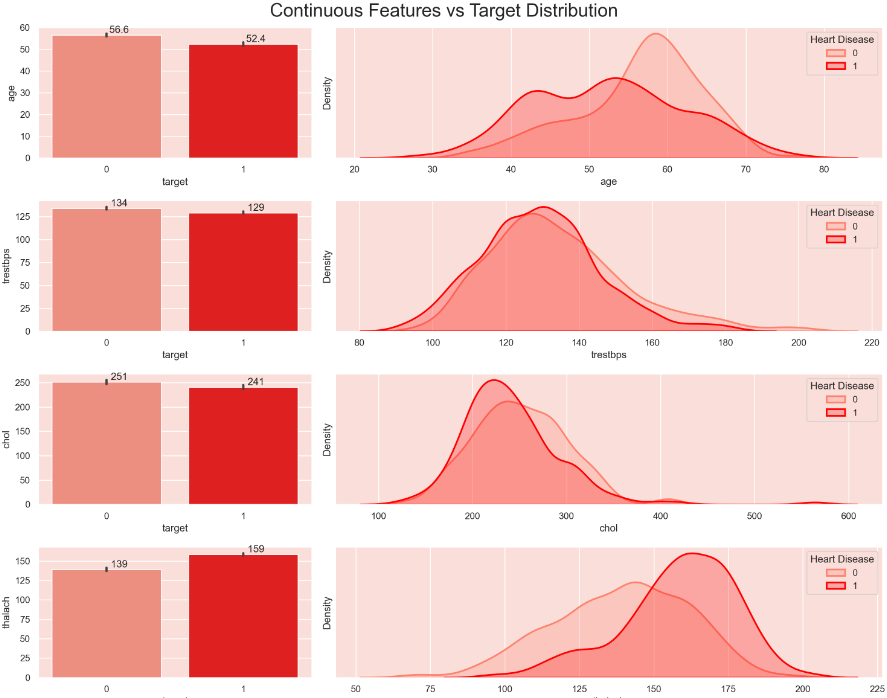 Continuous Features vs Target Distribution
60
50
40
30
20
10
0
age
56.6
52.4
0 1
target
Density
Heart Disease
0
1
20 30 40 50 60 70 80
age
125
100
75
50
25
0
trestbps
134
129
0 1
target
Density
Heart Disease
0
1
80 100 120 140 160 180 200 220
trestbps
250
200
150
100
50
0
chol
251
241
0 1
target
Density
Heart Disease
0
1
100 200 300 400 500 600
chol
150
125
100
75
50
25
0
thalach
139
159
0 1
Density
Heart Disease
0
1
50 75 100 125 150 175 200 225